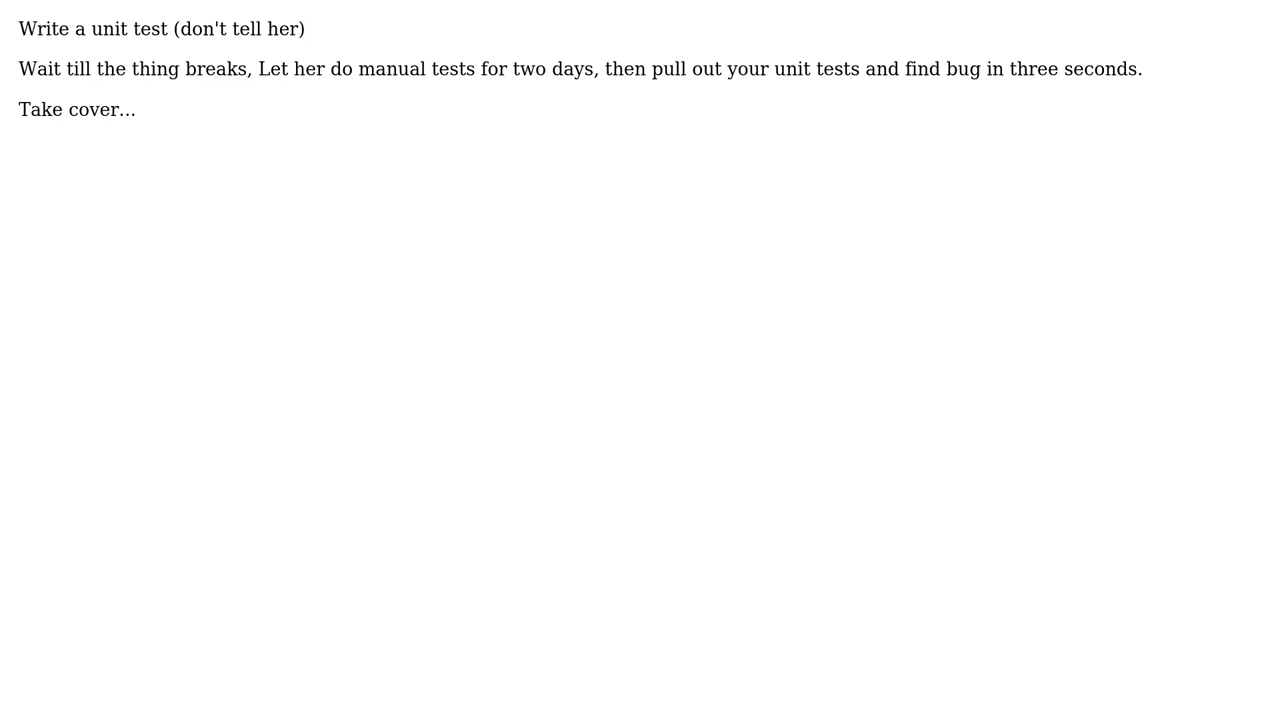 Write a unit test (don't tell her)
Wait till the thing breaks, Let her do manual tests for two days, then pull out your unit tests and find bug in three seconds.
Take cover...